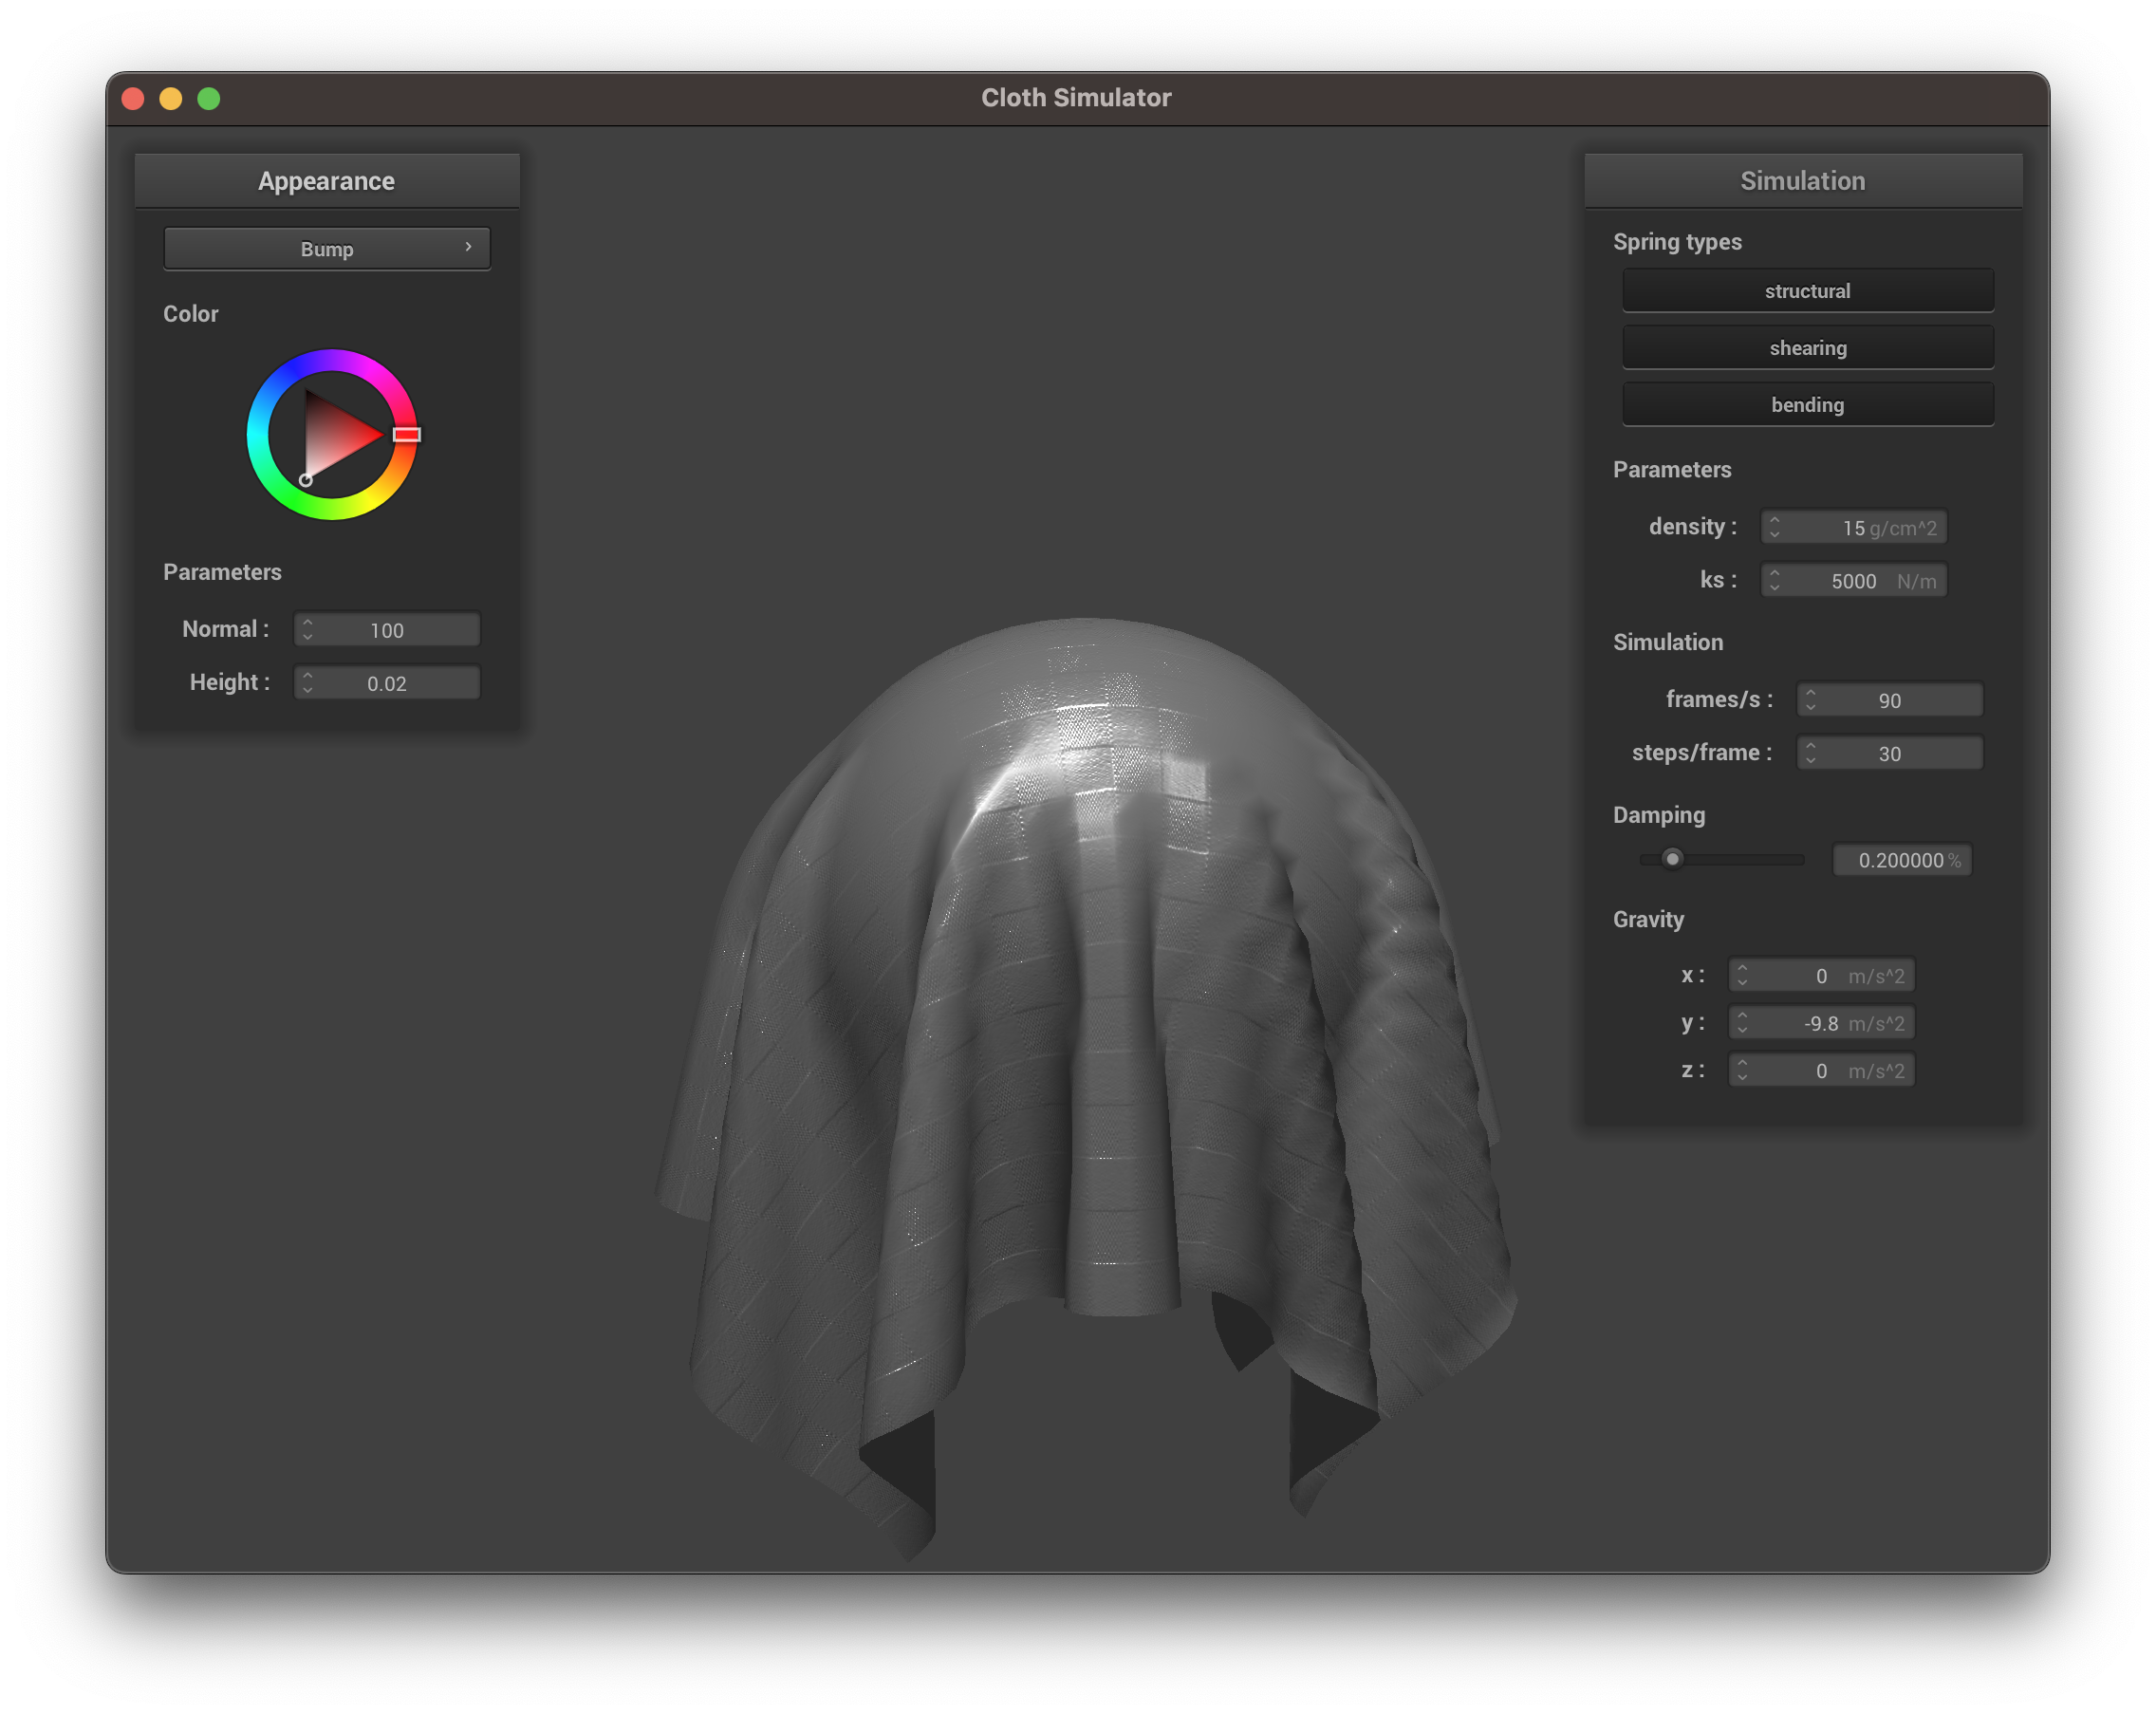 Cloth Simulator
Appearance
Bump
Color
Parameters
Normal : 100
Height : 0.02
Simulation
Spring types
structural
shearing
bending
Parameters
density : 15 g/cm^2
ks : 5000 N/m
Simulation
frames/s : 90
steps/frame : 30
Damping
0.200000 %
Gravity
x : 0 m/s^2
y : -9.8 m/s^2
z : 0 m/s^2